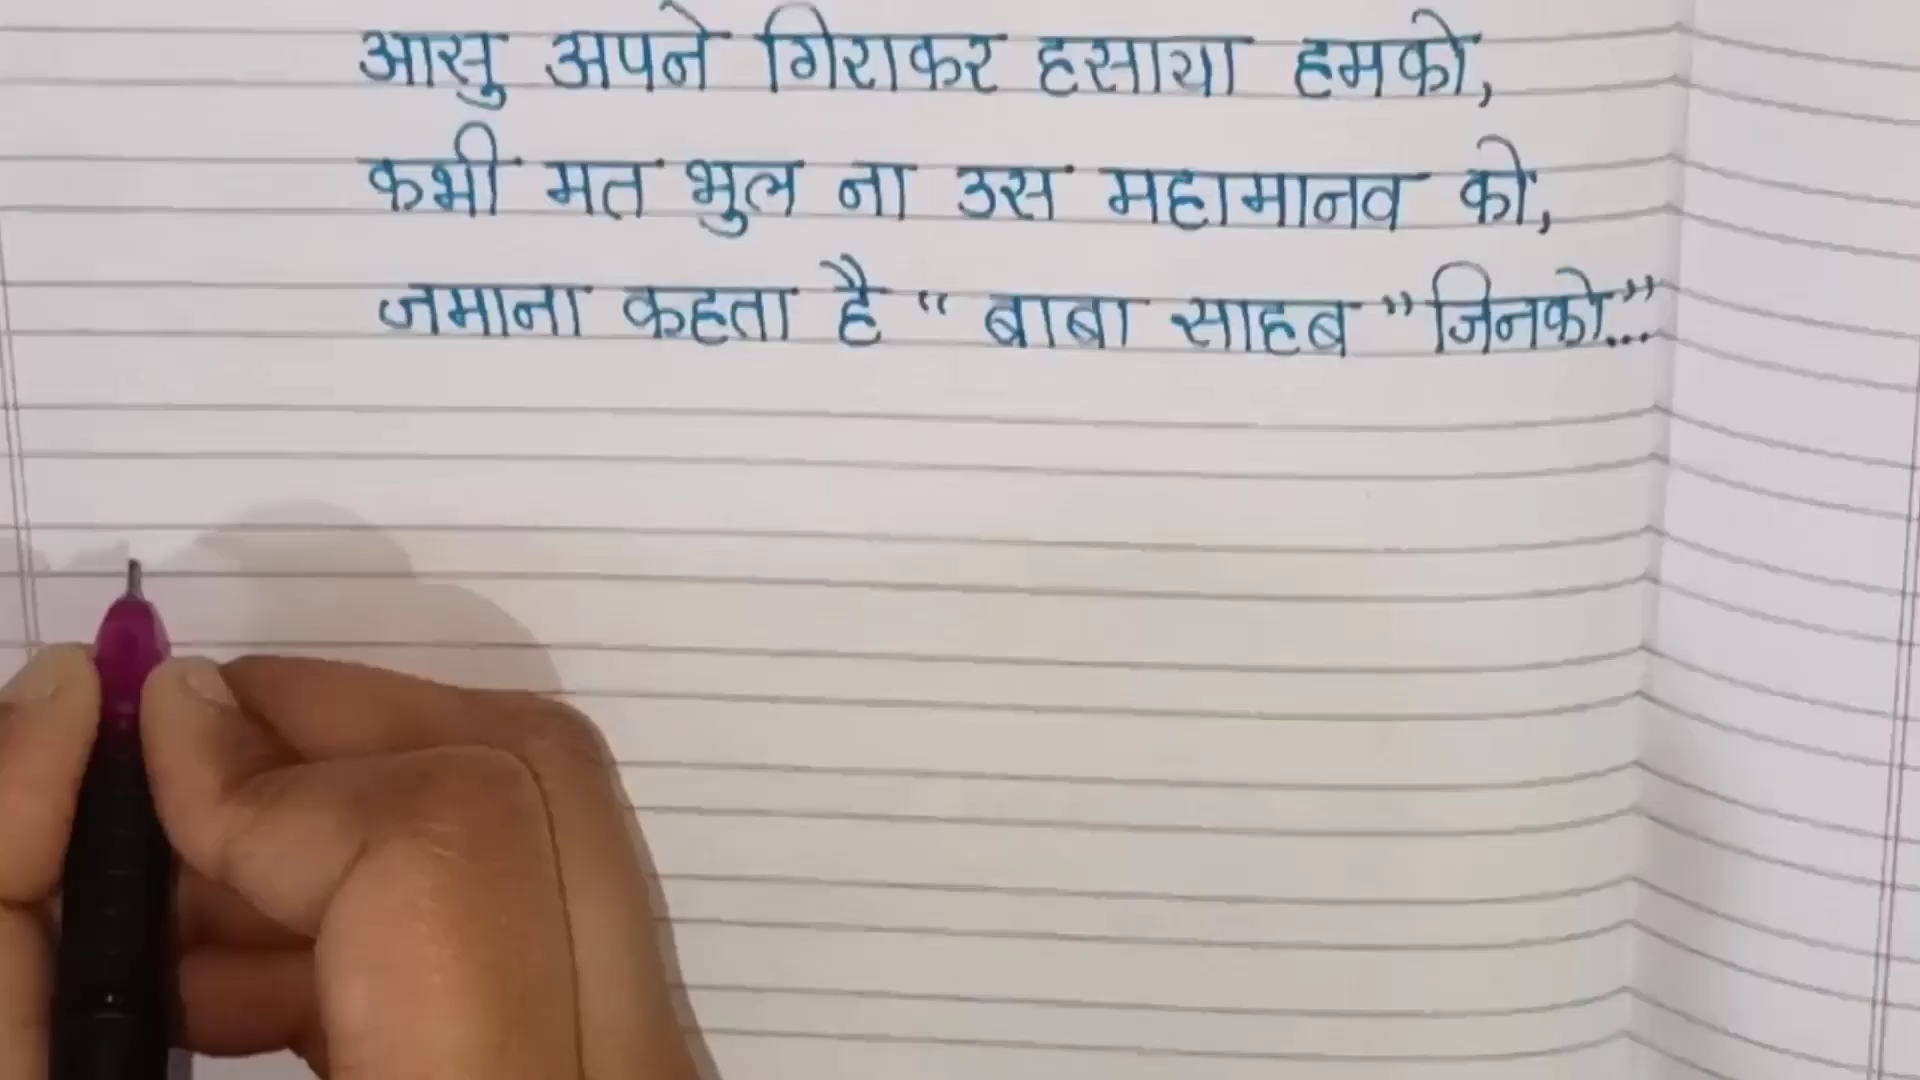 आसु अपने गिराकर हसाया हमको,
कभी मत भुल ना उस महामानव को,
जमाना कहता है “ बाबा साहब ” जिनको...”